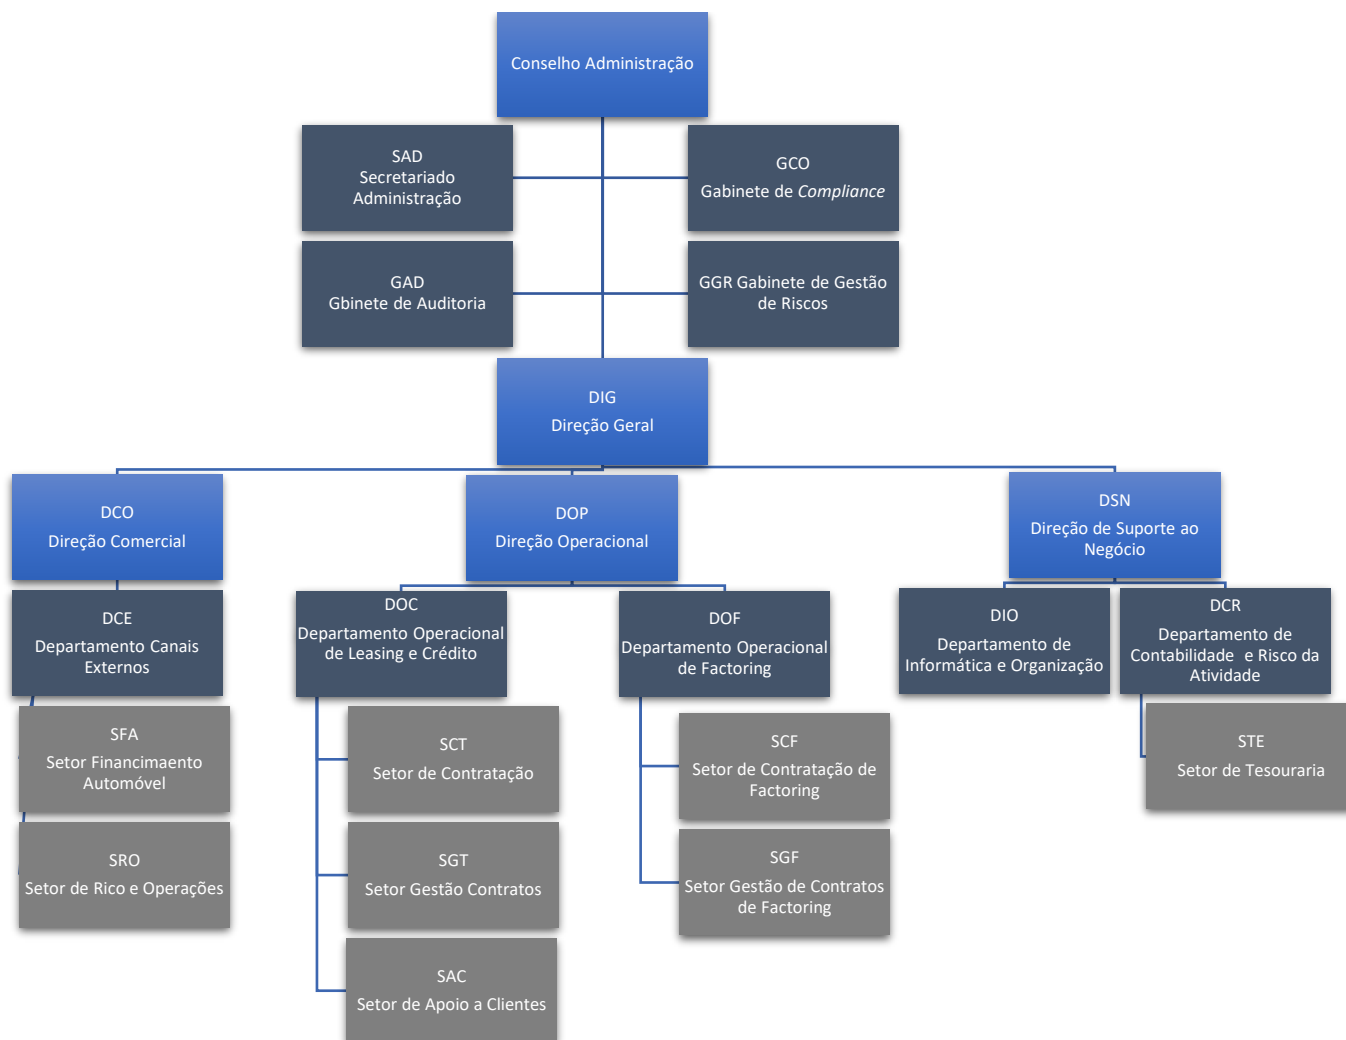 Conselho Administração
SAD
Secretariado
Administração
GCO
Gabinete de Compliance
GAD
Gbinete de Auditoria
GGR Gabinete de Gestão
de Riscos
DIG
Direção Geral
DCO
Direção Comercial
DOP
Direção Operacional
DSN
Direção de Suporte ao
Negócio
DCE
Departamento Canais
Externos
DOC
Departamento Operacional
de Leasing e Crédito
DOF
Departamento Operacional
de Factoring
DIO
Departamento de
Informática e Organização
DCR
Departamento de
Contabilidade e Risco da
Atividade
SFA
Setor Financimaento
Automóvel
SCT
Setor de Contratação
SCF
Setor de Contratação de
Factoring
STE
Setor de Tesouraria
SRO
Setor de Rico e Operações
SGT
Setor Gestão Contratos
SGF
Setor Gestão de Contratos
de Factoring
SAC
Setor de Apoio a Clientes